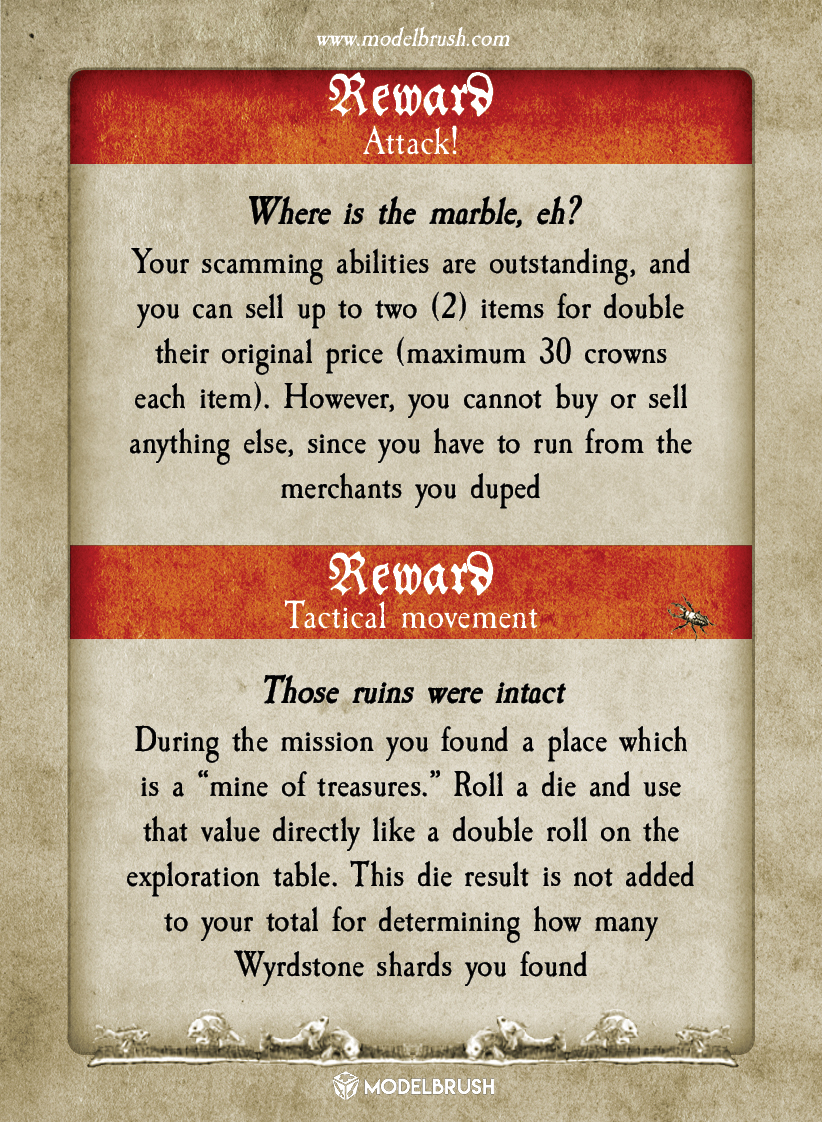 www.modelbrush.com
Reward
Attack!
Where is the marble, eh?
Your scamming abilities are outstanding, and
you can sell up to two (2) items for double
their original price (maximum 30 crowns
each item). However, you cannot buy or sell
anything else, since you have to run from the
merchants you duped
Reward
Tactical movement
Those ruins were intact
During the mission you found a place which
is a “mine of treasures.” Roll a die and use
that value directly like a double roll on the
exploration table. This die result is not added
to your total for determining how many
Wyrdstone shards you found
MODELBRUSH